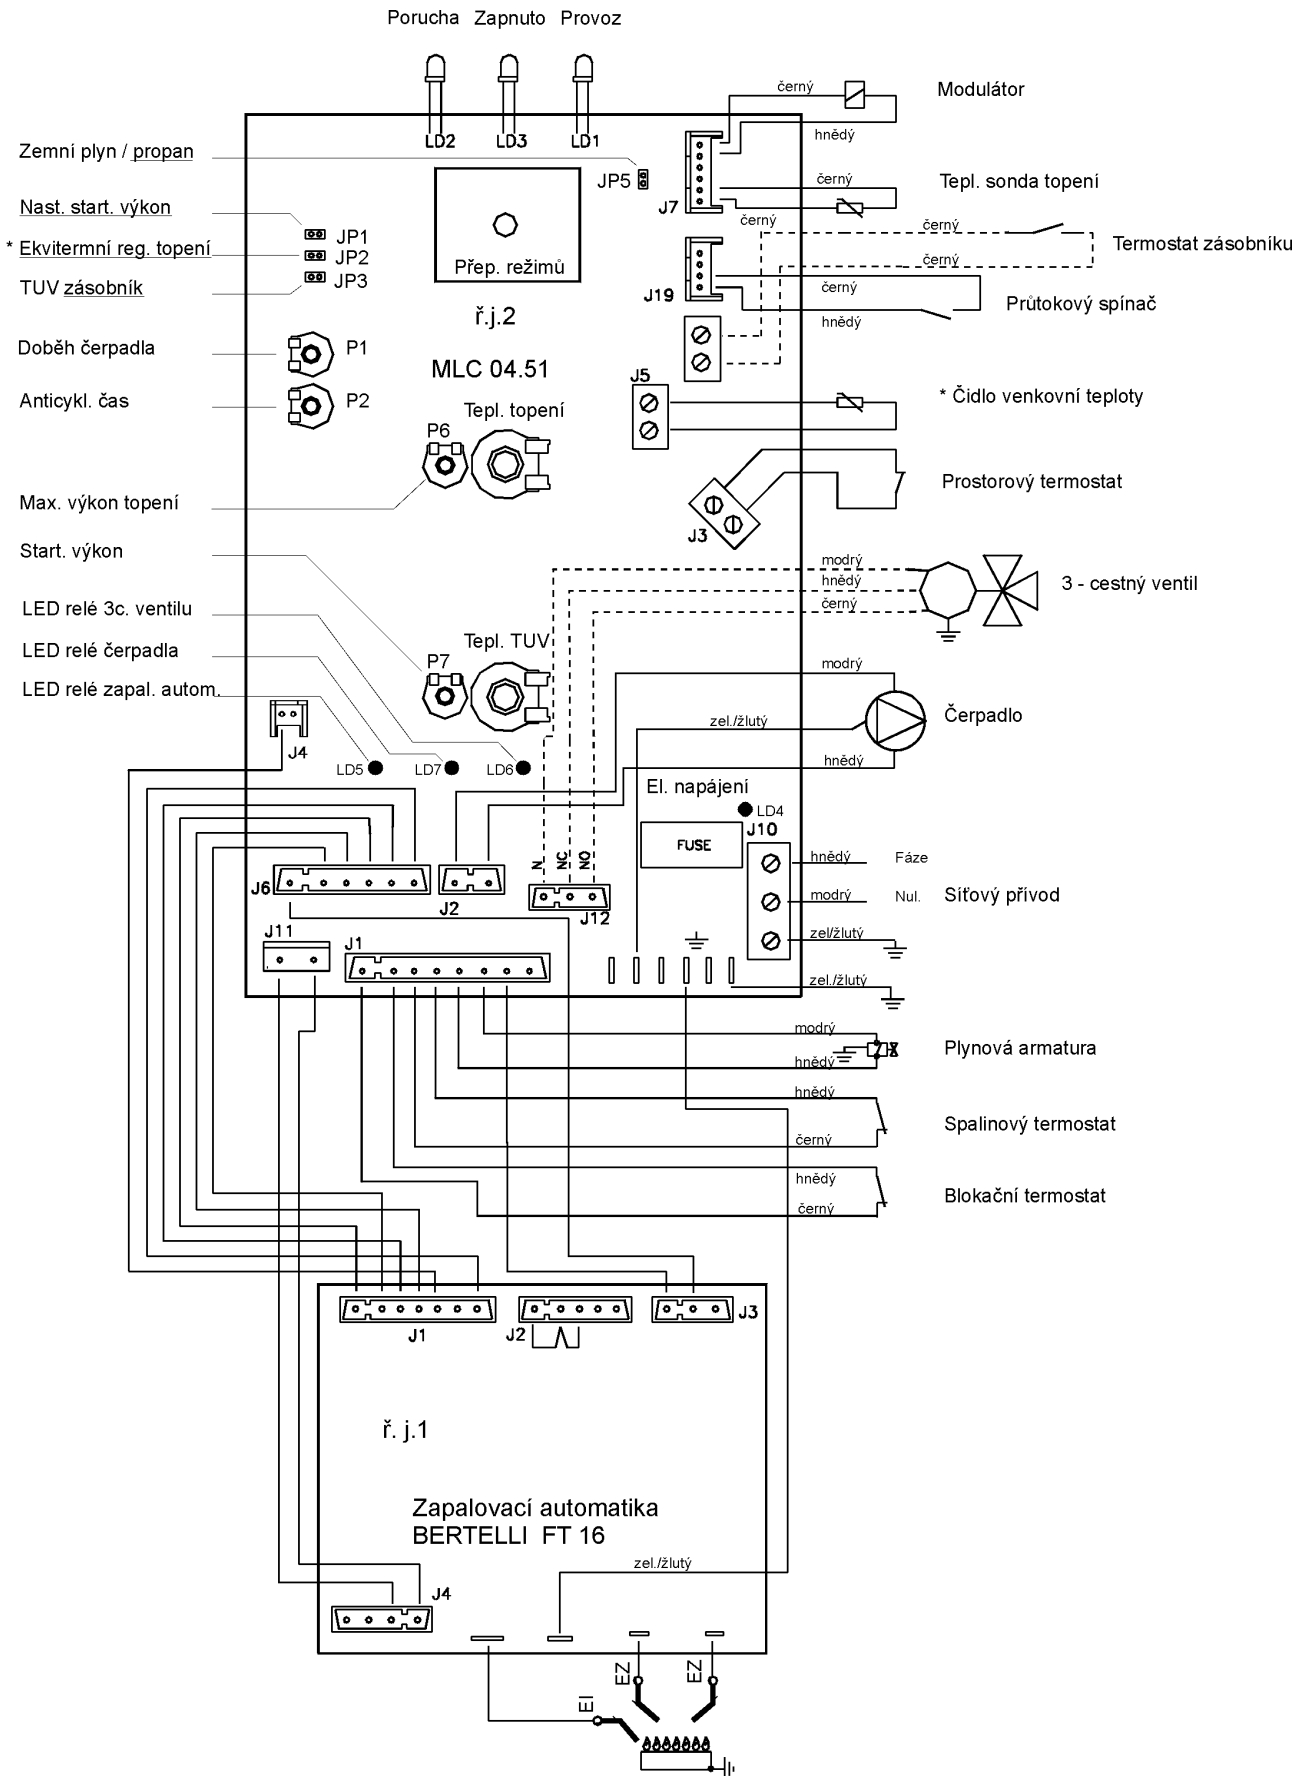 Porucha Zapnuto Provoz
LD2 LD3 LD1
černý
Modulátor
hnědý
Zemní plyn / propan
JP5
J7
černý
Tepl. sonda topení
Nast. start. výkon
JP1
* Ekvitermní reg. topení
JP2
TUV zásobník
JP3
Přep. režimů
ř.j.2
MLC 04.51
černý
černý
Termostat zásobníku
černý
J19
černý
Průtokový spínač
hnědý
Doběh čerpadla
P1
Anticykl. čas
P2
J5
* Čidlo venkovní teploty
Tepl. topení
P6
Max. výkon topení
Prostorový termostat
J3
Start. výkon
modrý
hnědý
3 - cestný ventil
černý
LED relé 3c. ventilu
Tepl. TUV
LED relé čerpadla
P7
modrý
LED relé zapal. autom.
zel./žlutý
Čerpadlo
J4
LD5 LD7 LD6
hnědý
El. napájení
LD4
J10
FUSE
N NC NO
hnědý
Fáze
J6
J2
J12
modrý
Nul.
Síťový přívod
J11
J1
zel/žlutý
zel./žlutý
modrý
Plynová armatura
hnědý
hnědý
Spalinový termostat
černý
hnědý
Blokační termostat
černý
J1 J2 J3
ř. j.1
Zapalovací automatika
BERTELLI FT 16
zel./žlutý
J4
EZ EZ
EI